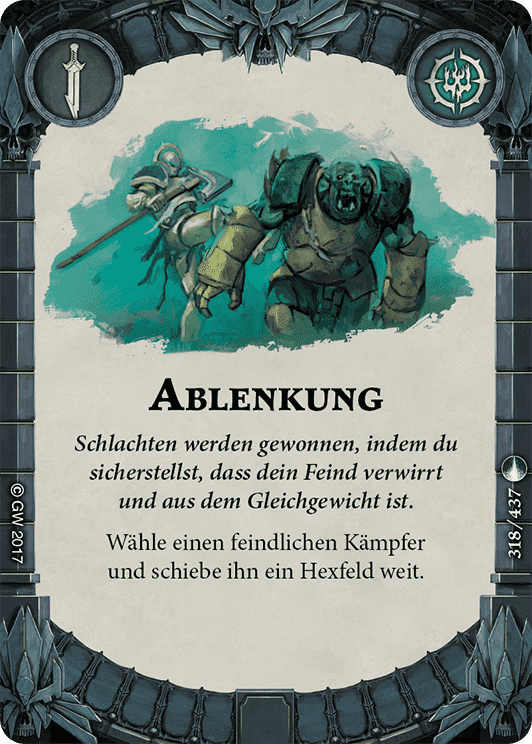 Ablenkung
Schlachten werden gewonnen, indem du
sicherstellst, dass dein Feind verwirrt
und aus dem Gleichgewicht ist.
Wähle einen feindlichen Kämpfer
und schiebe ihn ein Hexfeld weit.
© GW 2017
318/437